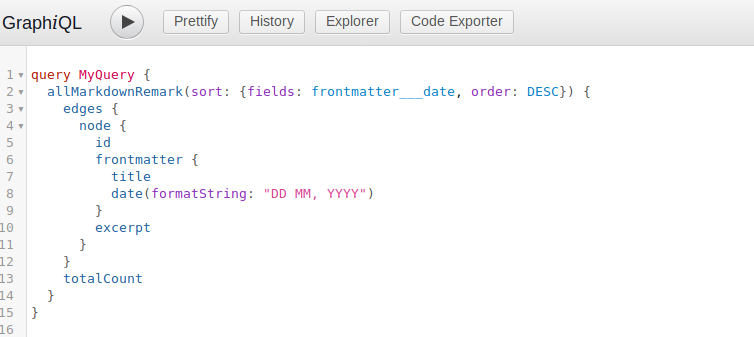 GraphiQL Prettify History Explorer Code Exporter
1 query MyQuery {
2 allMarkdownRemark(sort: {fields: frontmatter___date, order: DESC}) {
3 edges {
4 node {
5 id
6 frontmatter {
7 title
8 date(formatString: "DD MM, YYYY")
9 }
10 excerpt
11 }
12 }
13 totalCount
14 }
15 }
16